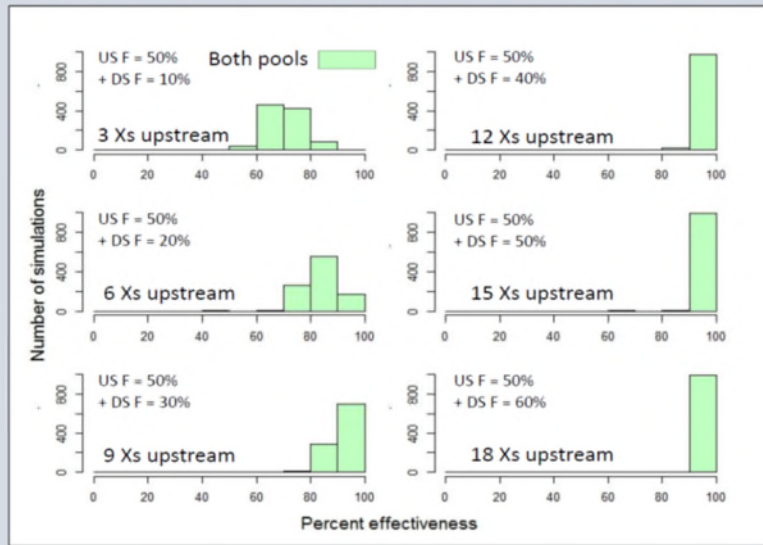 US F = 50%
+ DS F = 10%
Both pools
3 Xs upstream
800
400
0
0 20 40 60 80 100
US F = 50%
+ DS F = 40%
12 Xs upstream
800
400
0
0 20 40 60 80 100
US F = 50%
+ DS F = 20%
6 Xs upstream
800
400
0
0 20 40 60 80 100
US F = 50%
+ DS F = 50%
15 Xs upstream
800
400
0
0 20 40 60 80 100
US F = 50%
+ DS F = 30%
9 Xs upstream
800
400
0
0 20 40 60 80 100
US F = 50%
+ DS F = 60%
18 Xs upstream
800
400
0
0 20 40 60 80 100
Number of simulations
Percent effectiveness